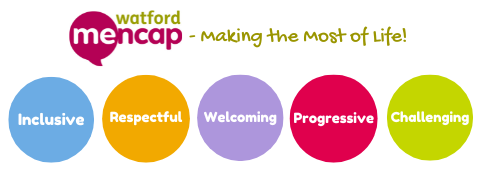 watford
mencap - Making the Most of Life!
Inclusive Respectful Welcoming Progressive Challenging